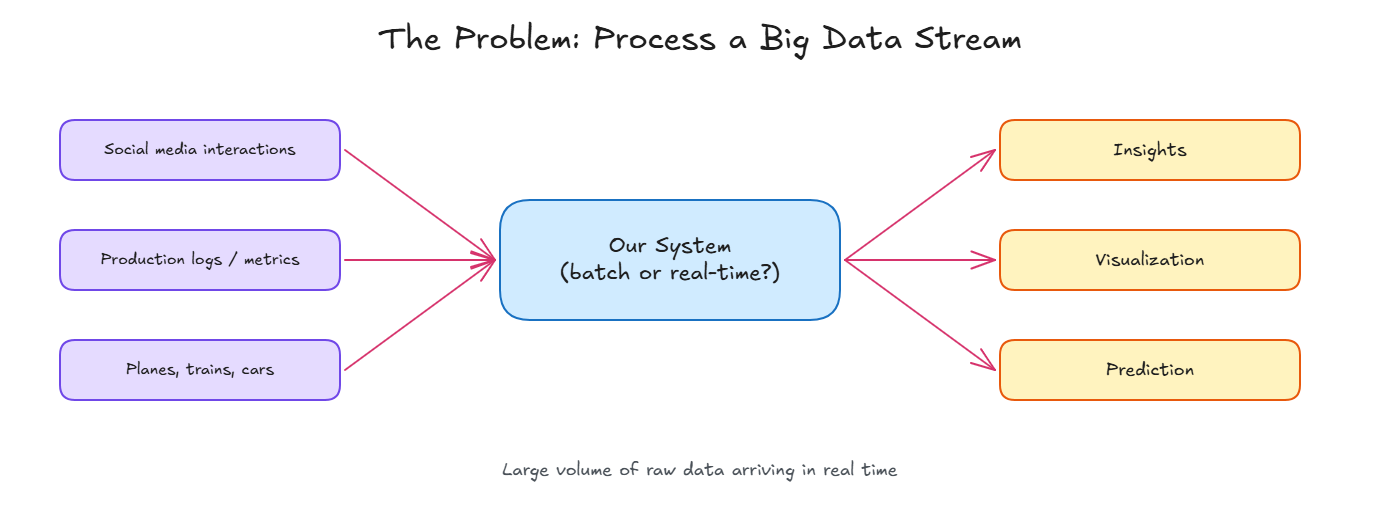 The Problem: Process a Big Data Stream
Social media interactions
Production logs / metrics
Planes, trains, cars
Our System
(batch or real-time?)
Insights
Visualization
Prediction
Large volume of raw data arriving in real time